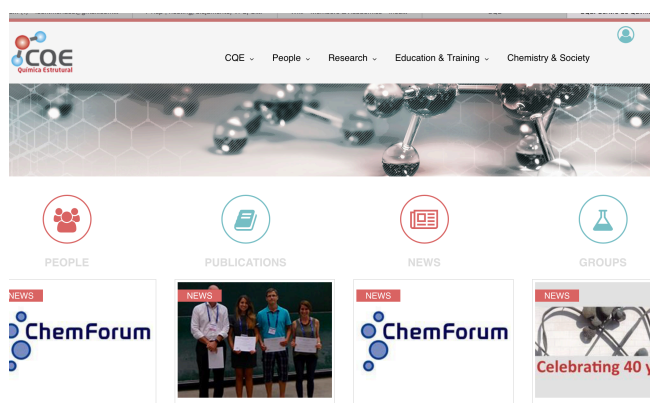 CQE
Química Estrutural
CQE People Research Education & Training Chemistry & Society
PEOPLE PUBLICATIONS NEWS GROUPS
NEWS NEWS NEWS NEWS
ChemForum ChemForum
Celebrating 40 y